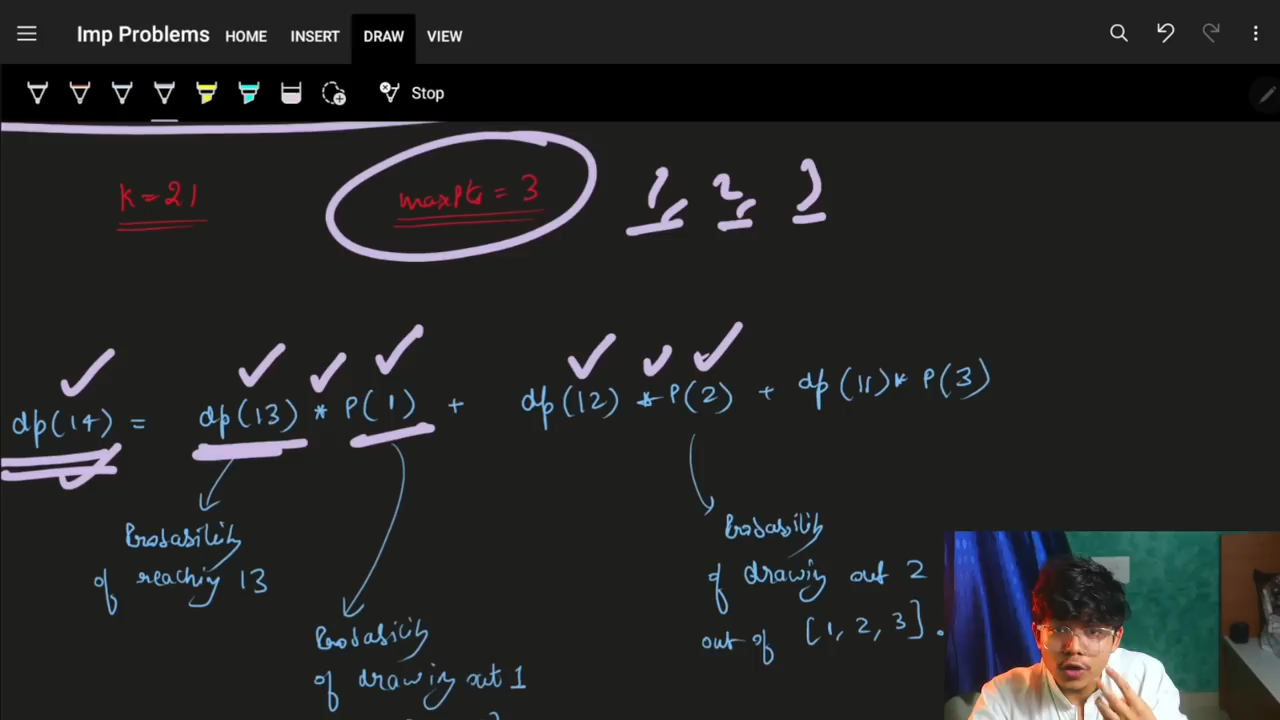 Imp Problems HOME INSERT DRAW VIEW
Stop
k = 21 maxPts = 3 1, 2, 3
dp(14) = dp(13) * P(1) + dp(12) * P(2) + dp(11) * P(3)
Probability
of reaching 13
Probability
of drawing out 2
out of [1, 2, 3].
Probability
of drawing out 1